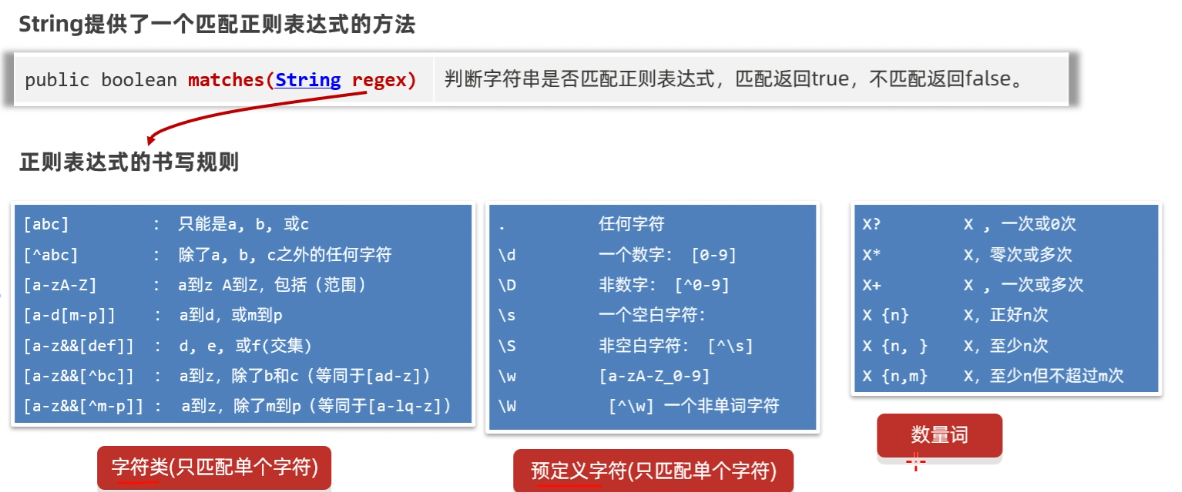 String提供了一个匹配正则表达式的方法
public boolean matches(String regex) 判断字符串是否匹配正则表达式，匹配返回true，不匹配返回false。
正则表达式的书写规则
[abc] : 只能是a, b, 或c
[^abc] : 除了a, b, c之外的任何字符
[a-zA-Z] : a到z A到Z，包括（范围）
[a-d[m-p]] : a到d，或m到p
[a-z&&[def]] : d, e, 或f(交集)
[a-z&&[^bc]] : a到z，除了b和c（等同于[ad-z]）
[a-z&&[^m-p]] : a到z，除了m到p（等同于[a-lq-z]）
字符类(只匹配单个字符)
. 任何字符
\d 一个数字： [0-9]
\D 非数字： [^0-9]
\s 一个空白字符：
\S 非空白字符： [^\s]
\w [a-zA-Z_0-9]
\W [^\w] 一个非单词字符
预定义字符(只匹配单个字符)
X? X , 一次或0次
X* X，零次或多次
X+ X , 一次或多次
X {n} X，正好n次
X {n, } X，至少n次
X {n,m} X，至少n但不超过m次
数量词